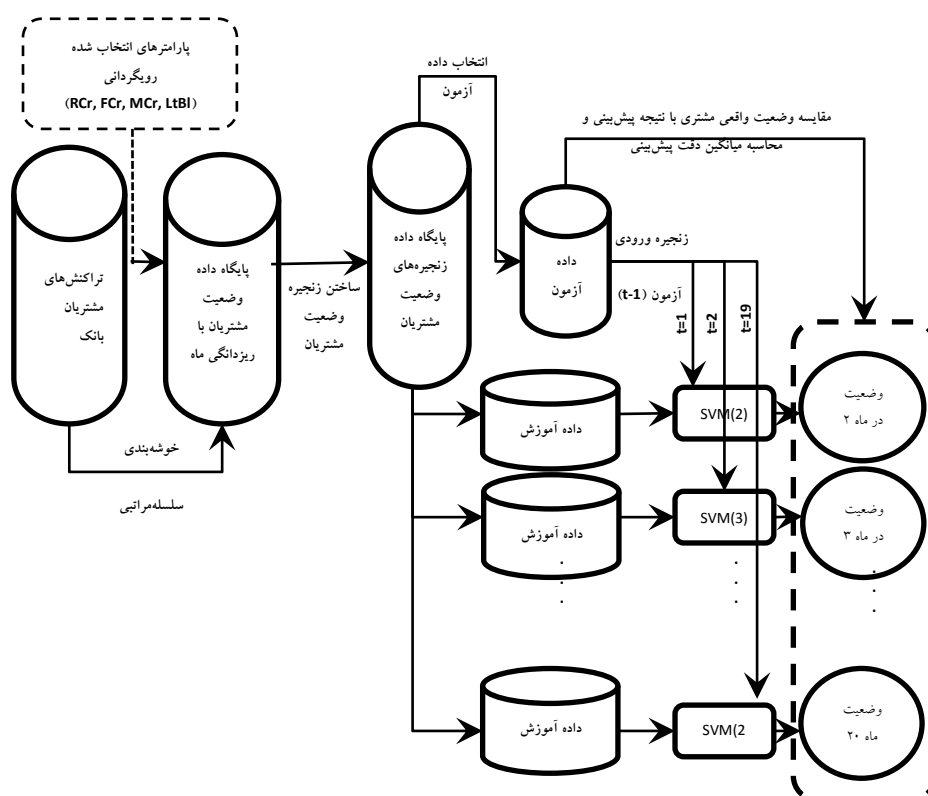 پارامترهای انتخاب شده
رویگردانی
(RCr, FCr, MCr, LtBl)
تراکنش‌های
مشتریان
بانک
پایگاه داده
وضعیت
مشتریان با
ریزدانگی ماه
خوشه‌بندی
سلسله‌مراتبی
ساختن زنجیره
وضعیت
مشتریان
پایگاه داده
زنجیره‌های
وضعیت
مشتریان
انتخاب داده
آزمون
داده
آزمون
مقایسه وضعیت واقعی مشتری با نتیجه پیش‌بینی و
محاسبه میانگین دقت پیش‌بینی
زنجیره ورودی
آزمون (t-1)
t=1
t=2
t=19
داده آموزش
SVM(2)
وضعیت
در ماه ۲
داده آموزش
SVM(3)
وضعیت
در ماه ۳
. . .
. . .
. . .
داده آموزش
SVM(2
وضعیت
ماه ۲۰